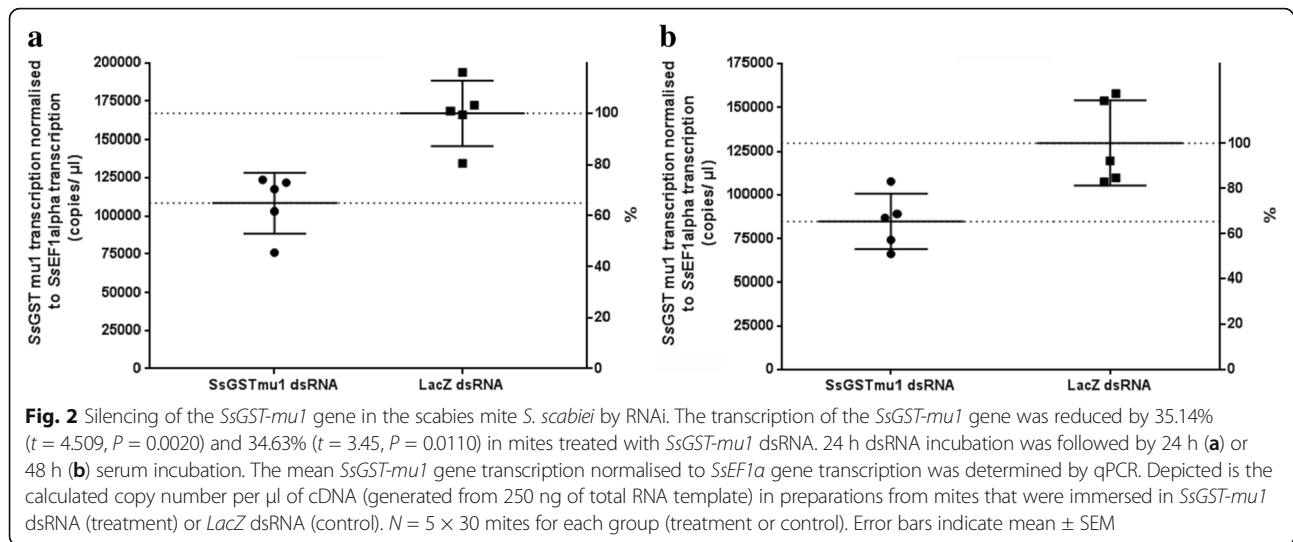 a
200000
175000
150000
125000
100000
75000
50000
25000
0
SsGST mu1 transcription normalised
to SsEF1alpha transcription
(copies/ µl)
100
80
60
40
20
0
%
SsGSTmu1 dsRNA
LacZ dsRNA
b
175000
150000
125000
100000
75000
50000
25000
0
SsGST mu1 transcription normalised
to SsEF1alpha transcription
(copies/ µl)
100
80
60
40
20
0
%
SsGSTmu1 dsRNA
LacZ dsRNA
Fig. 2 Silencing of the SsGST-mu1 gene in the scabies mite S. scabiei by RNAi. The transcription of the SsGST-mu1 gene was reduced by 35.14%
(t = 4.509, P = 0.0020) and 34.63% (t = 3.45, P = 0.0110) in mites treated with SsGST-mu1 dsRNA. 24 h dsRNA incubation was followed by 24 h (a) or
48 h (b) serum incubation. The mean SsGST-mu1 gene transcription normalised to SsEF1α gene transcription was determined by qPCR. Depicted is the
calculated copy number per µl of cDNA (generated from 250 ng of total RNA template) in preparations from mites that were immersed in SsGST-mu1
dsRNA (treatment) or LacZ dsRNA (control). N = 5 × 30 mites for each group (treatment or control). Error bars indicate mean ± SEM